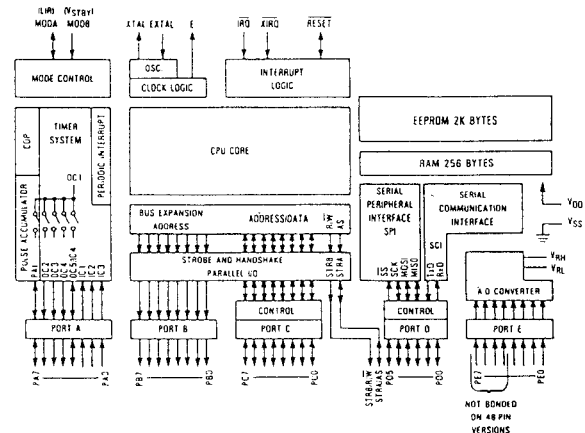 (LIR) (VSTBY)
MODA MODB
XTAL EXTAL E
IRQ XIRQ RESET
MODE CONTROL
OSC.
CLOCK LOGIC
INTERRUPT
LOGIC
COP
TIMER
SYSTEM
PERIODIC INTERRUPT
CPU CORE
EEPROM 2K BYTES
RAM 256 BYTES
OC1
PULSE ACCUMULATOR
PA1
OC2
OC3
OC4
OC5/IC4
IC1
IC2
IC3
BUS EXPANSION
ADDRESS
ADDRESS/DATA
R/W
AS
STROBE AND HANDSHAKE
PARALLEL I/O
STRB
STRA
SERIAL
PERIPHERAL
INTERFACE
SPI
SS
SCK
MOSI
MISO
SERIAL
COMMUNICATION
INTERFACE
SCI
TxD
RxD
VDD
VSS
VRH
VRL
A/D CONVERTER
CONTROL
CONTROL
PORT A
PORT B
PORT C
PORT D
PORT E
PA7
PA0
PB7
PB0
PC7
PC0
STRB/R/W
STRA/AS
PD5
PD0
PE7
PE0
NOT BONDED
ON 48 PIN
VERSIONS